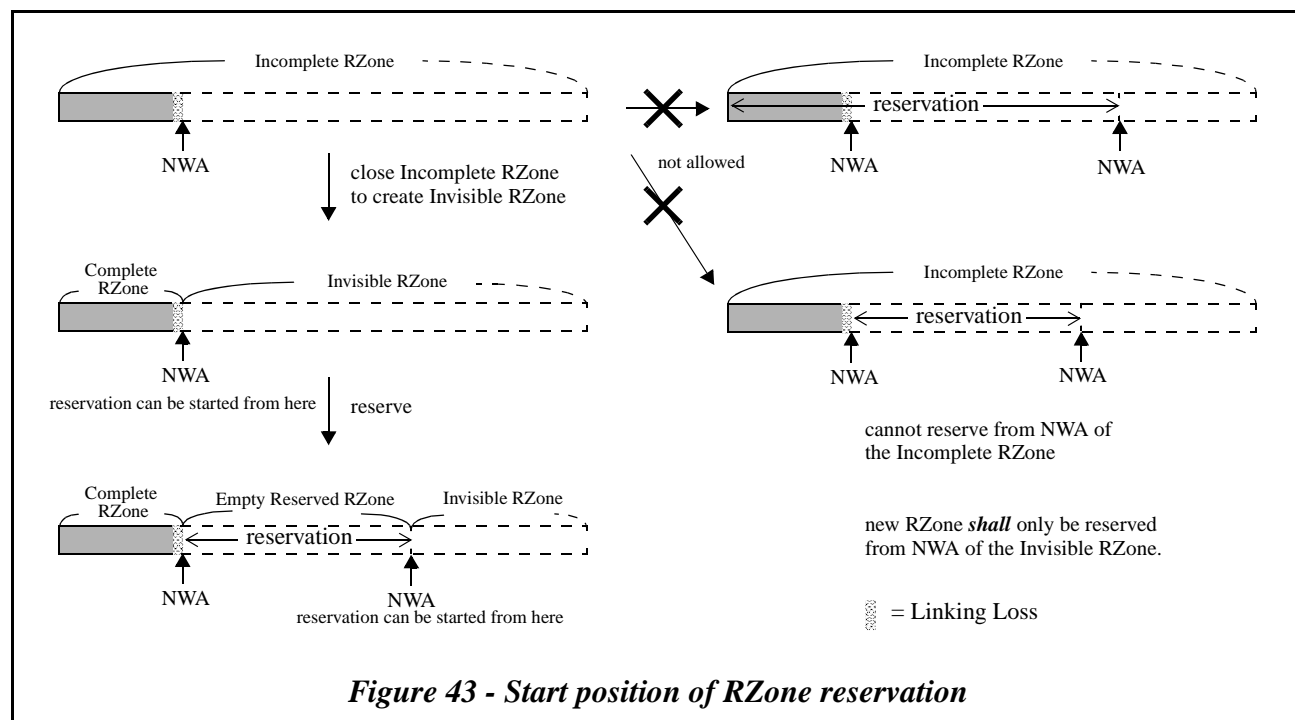 Incomplete RZone
NWA
close Incomplete RZone
to create Invisible RZone
Complete
RZone
Invisible RZone
NWA
reservation can be started from here
reserve
Complete
RZone
Empty Reserved RZone
Invisible RZone
reservation
NWA
NWA
reservation can be started from here
Incomplete RZone
reservation
not allowed
NWA
NWA
Incomplete RZone
reservation
NWA
NWA
cannot reserve from NWA of
the Incomplete RZone
new RZone shall only be reserved
from NWA of the Invisible RZone.
= Linking Loss
Figure 43 - Start position of RZone reservation